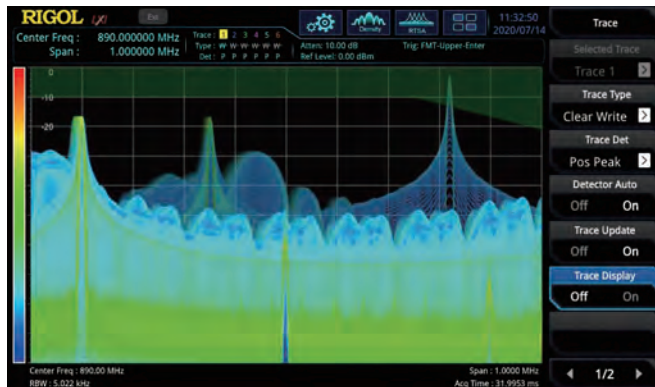 RIGOL LXI Ext
11:32:50
2020/07/14
Center Freq : 890.000000 MHz
Span : 1.000000 MHz
Trace : 1 2 3 4 5 6
Type : W W W W W W
Det : P P P P P P
Density
RTSA
Atten: 10.00 dB
Ref Level: 0.00 dBm
Trig: FMT-Upper-Enter
0
-10
-20
Center Freq : 890.00 MHz
Span : 1.0000 MHz
RBW : 5.022 kHz
Acq Time : 31.9953 ms
Trace
Selected Trace
Trace 1
Trace Type
Clear Write
Trace Det
Pos Peak
Detector Auto
Off On
Trace Update
Off On
Trace Display
Off On
1/2